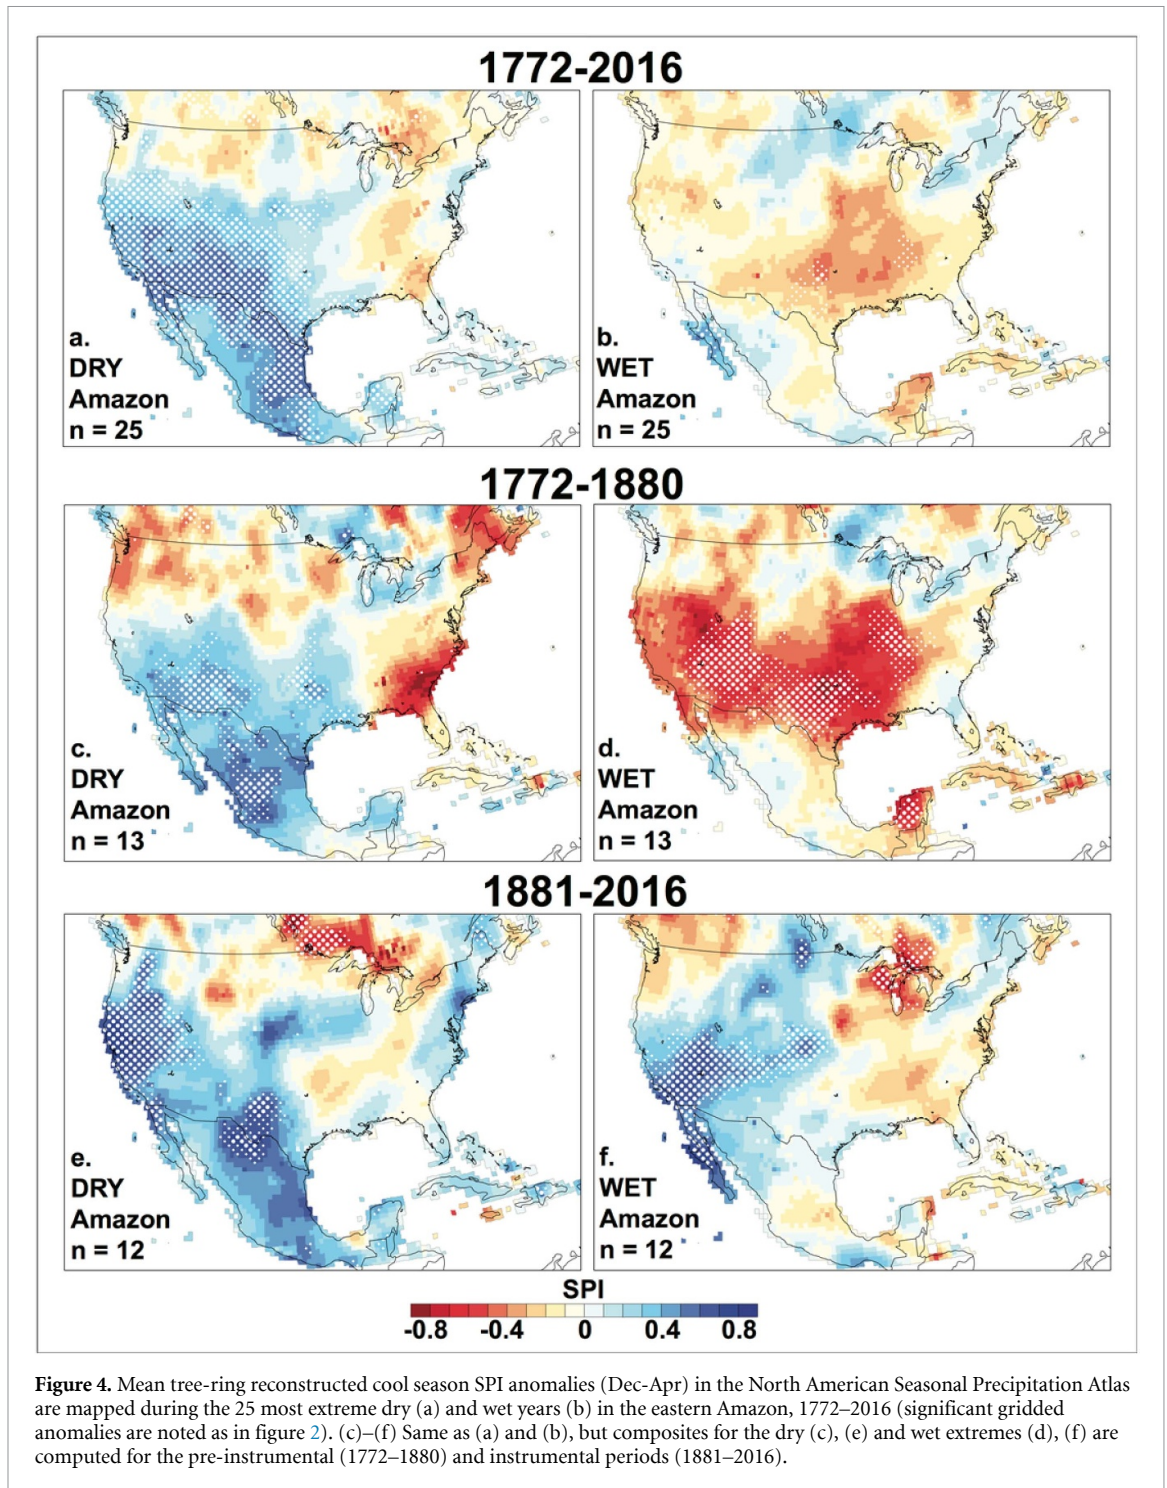 1772-2016
a.
DRY
Amazon
n = 25
b.
WET
Amazon
n = 25
1772-1880
c.
DRY
Amazon
n = 13
d.
WET
Amazon
n = 13
1881-2016
e.
DRY
Amazon
n = 12
f.
WET
Amazon
n = 12
SPI
-0.8 -0.4 0 0.4 0.8
Figure 4. Mean tree-ring reconstructed cool season SPI anomalies (Dec-Apr) in the North American Seasonal Precipitation Atlas
are mapped during the 25 most extreme dry (a) and wet years (b) in the eastern Amazon, 1772–2016 (significant gridded
anomalies are noted as in figure 2). (c)–(f) Same as (a) and (b), but composites for the dry (c), (e) and wet extremes (d), (f) are
computed for the pre-instrumental (1772–1880) and instrumental periods (1881–2016).